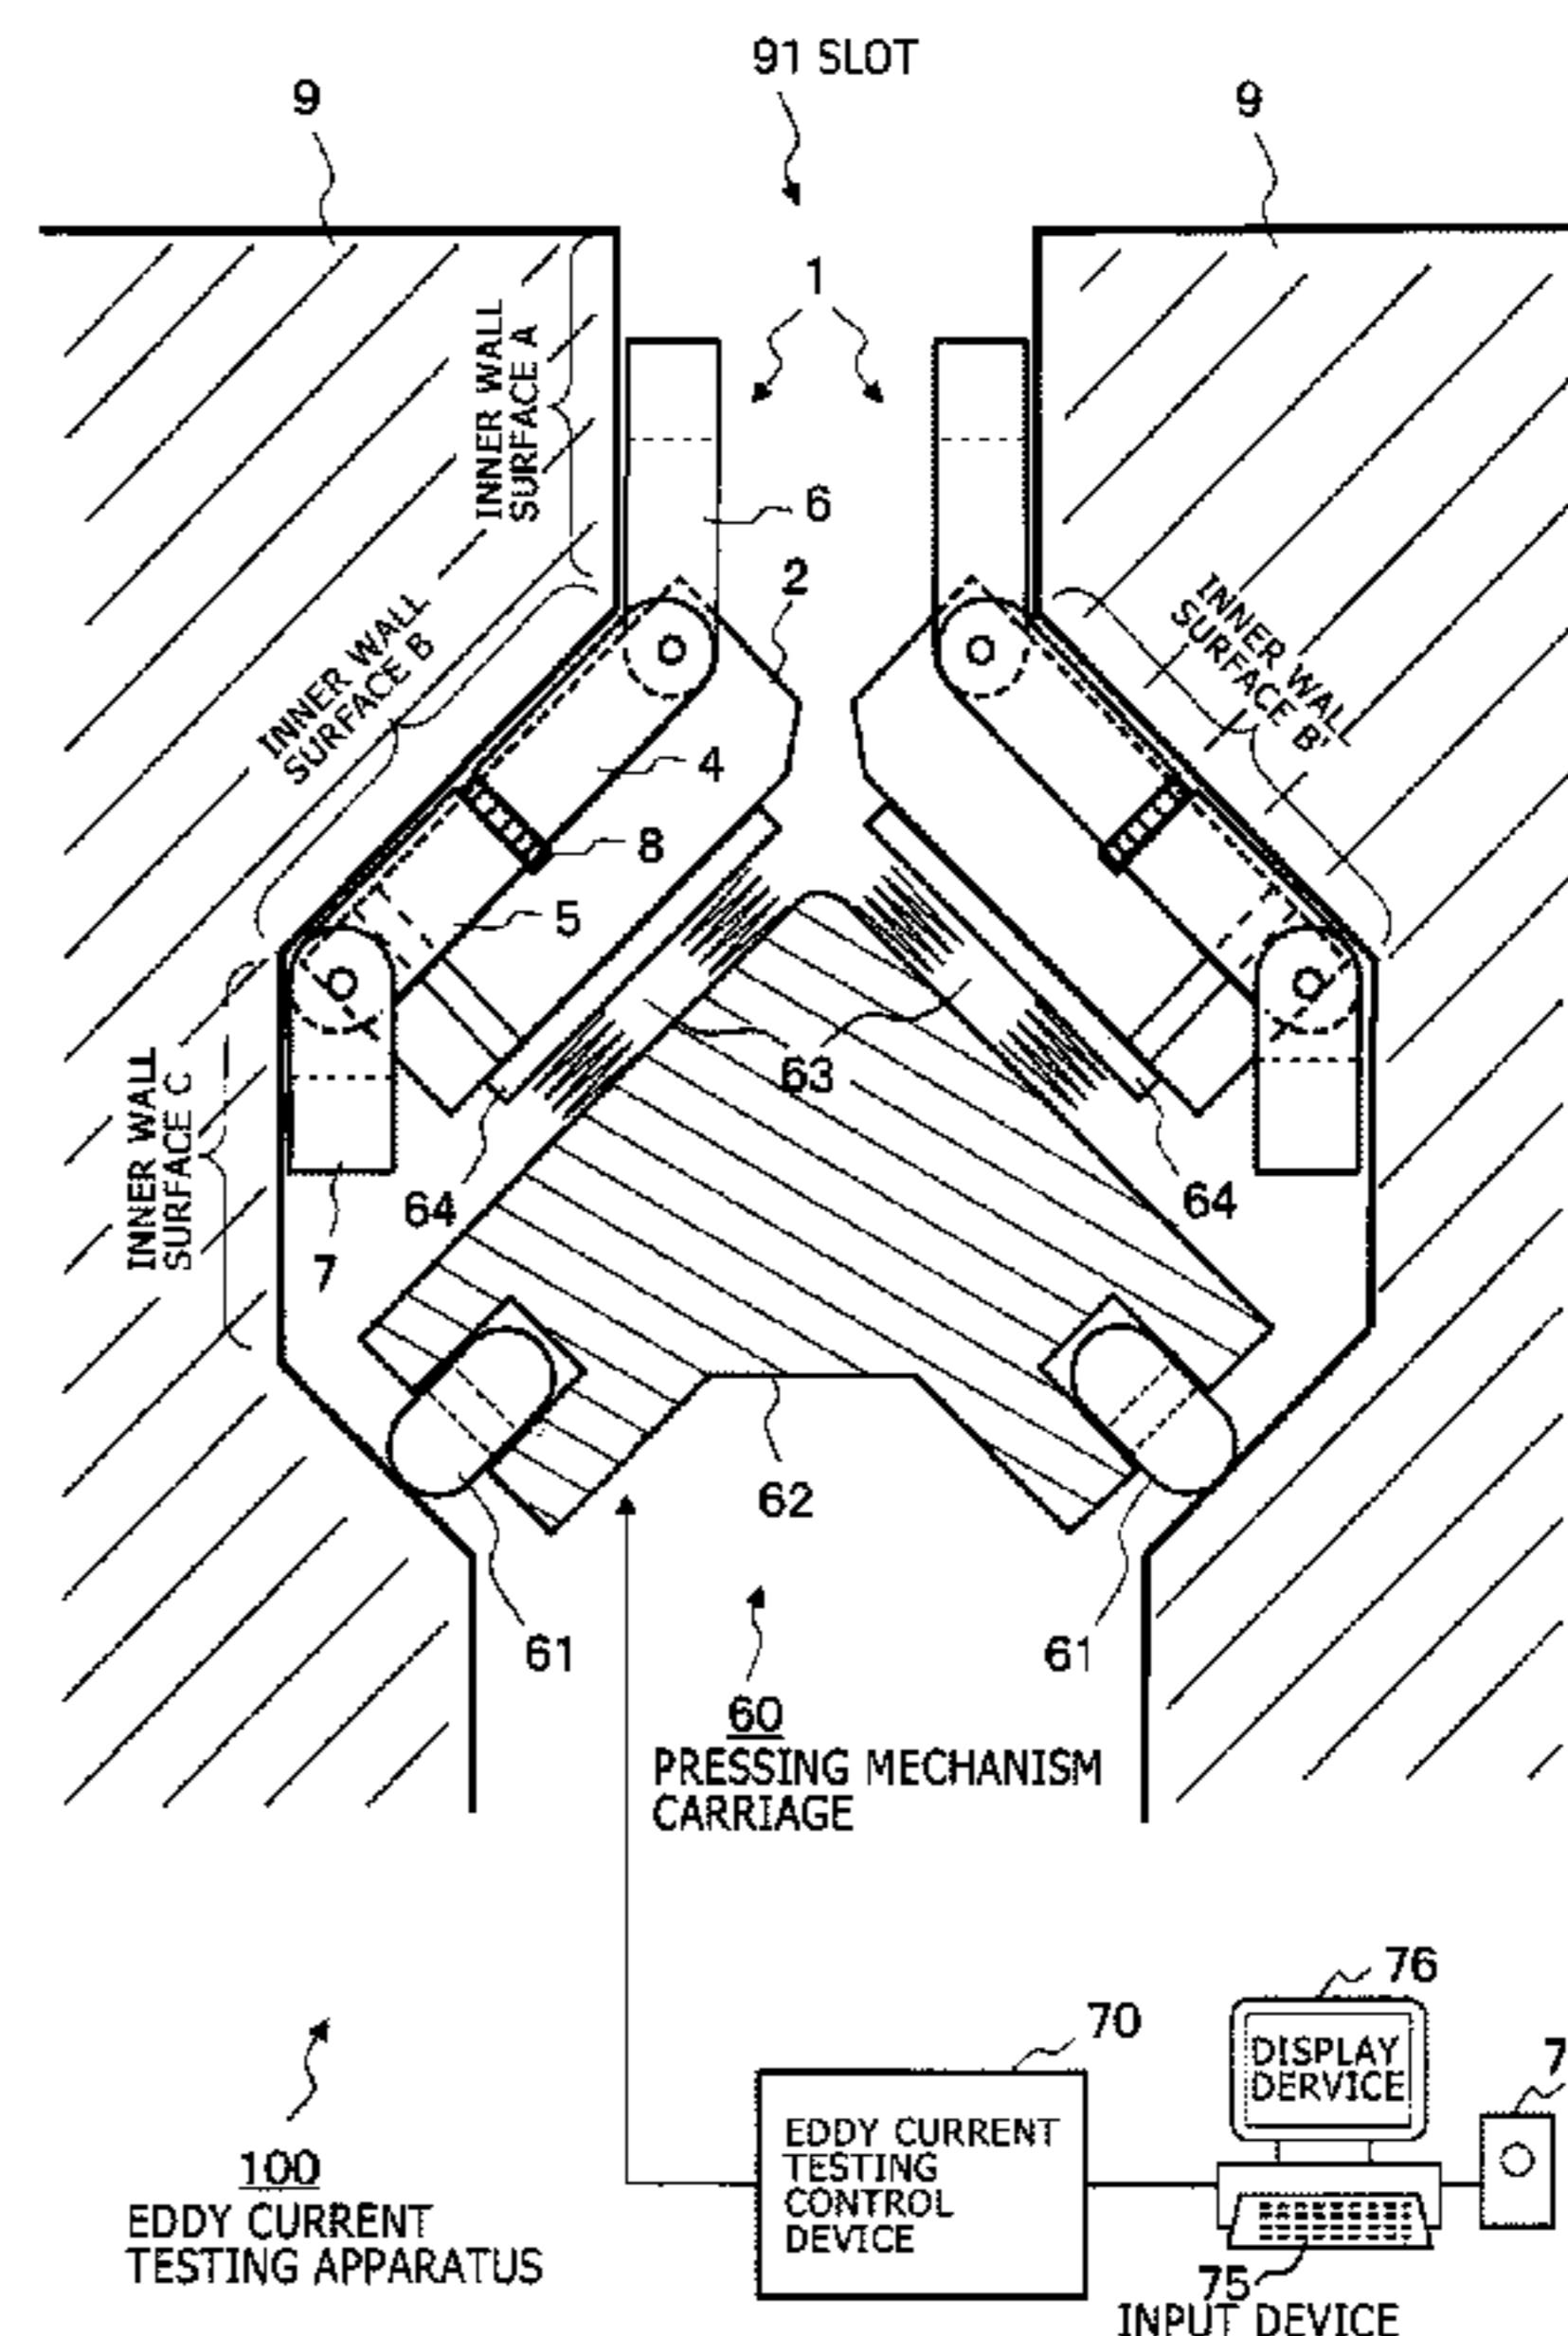 91 SLOT
9
9
1
INNER WALL
SURFACE A
6
2
INNER WALL
SURFACE B
INNER WALL
SURFACE B'
4
8
5
63
INNER WALL
SURFACE C
64
64
7
62
61
61
60
PRESSING MECHANISM
CARRIAGE
76
70
DISPLAY
DERVICE
7
EDDY CURRENT
TESTING
CONTROL
DEVICE
100
EDDY CURRENT
TESTING APPARATUS
75
INPUT DEVICE